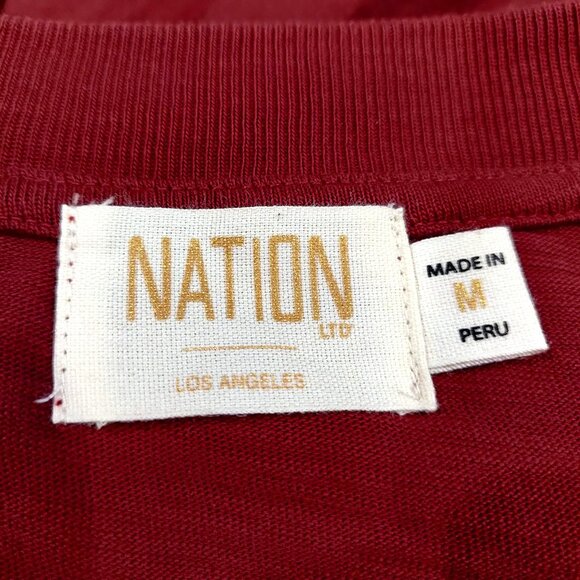 NATION
LTD
LOS ANGELES
MADE IN
M
PERU